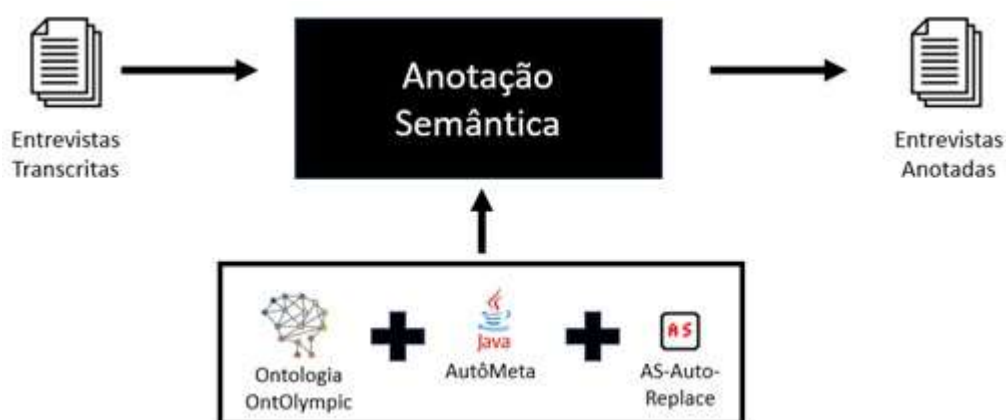 Anotação
Semântica
Entrevistas
Transcritas
Entrevistas
Anotadas
Java
AS
Ontologia
OntOlympic
AutôMeta
AS-Auto-
Replace